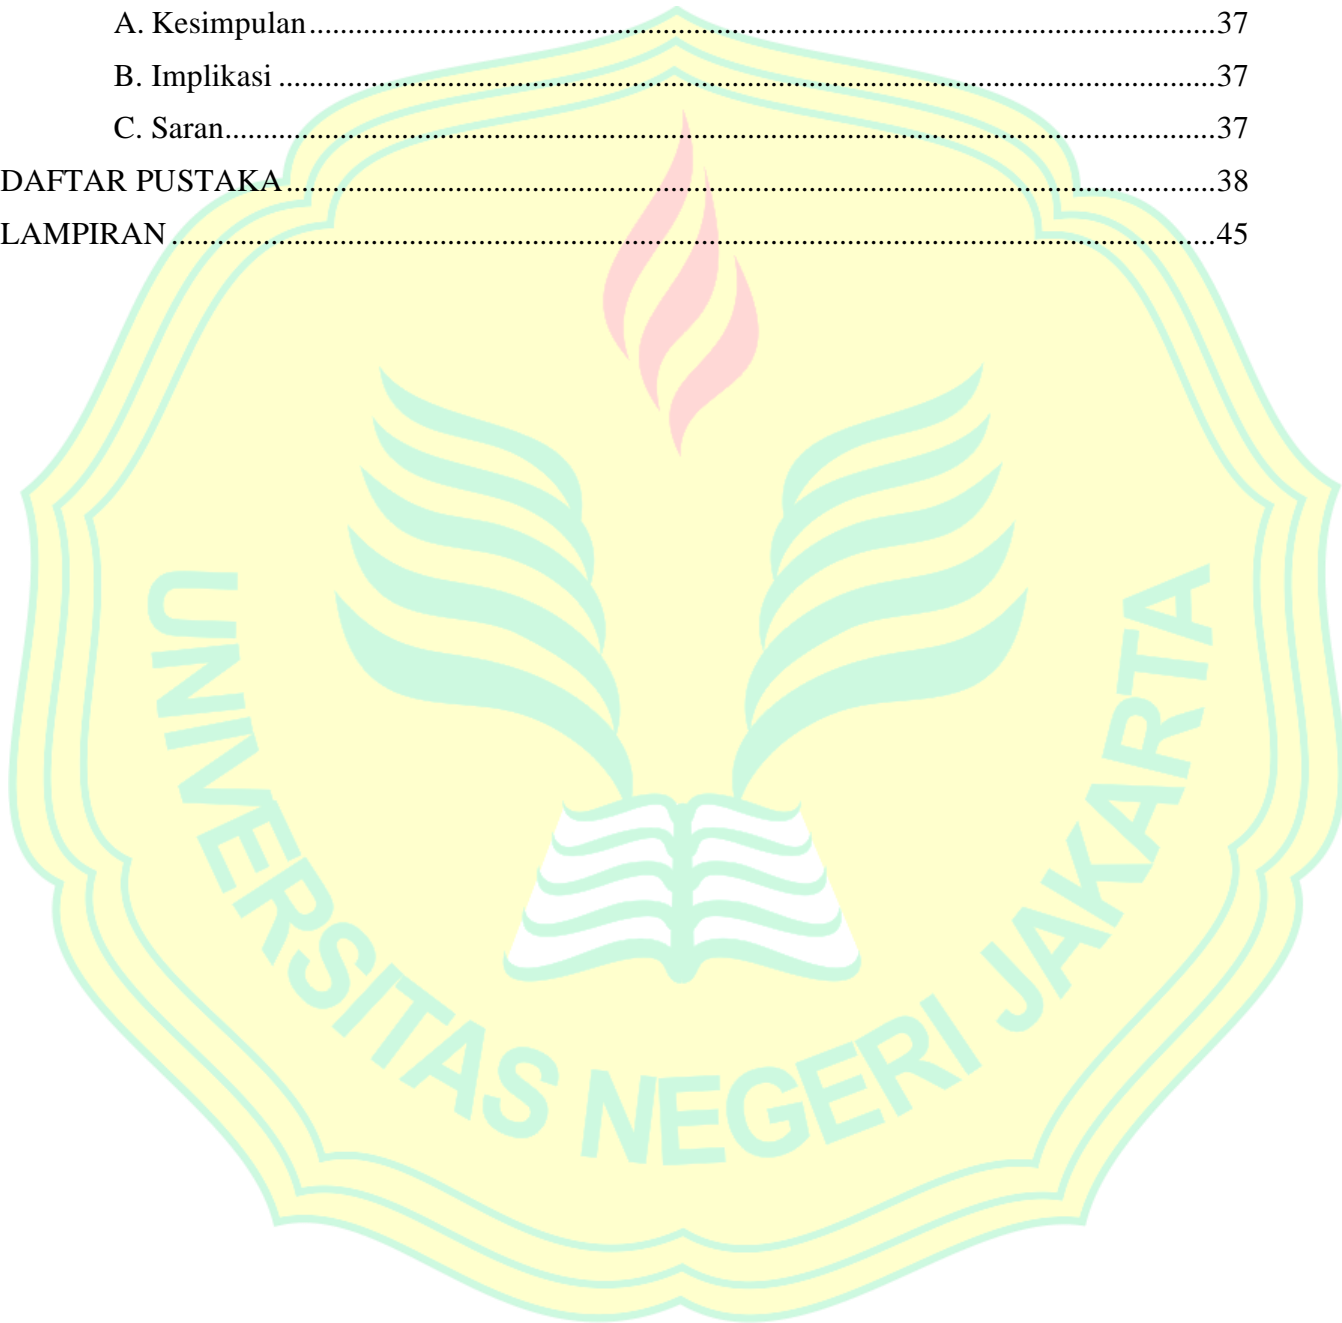 A. Kesimpulan....................................................................................................................37
B. Implikasi ........................................................................................................................37
C. Saran...............................................................................................................................37
DAFTAR PUSTAKA.......................................................................................................................38
LAMPIRAN .....................................................................................................................................45
UNIVERSITAS NEGERI JAKARTA